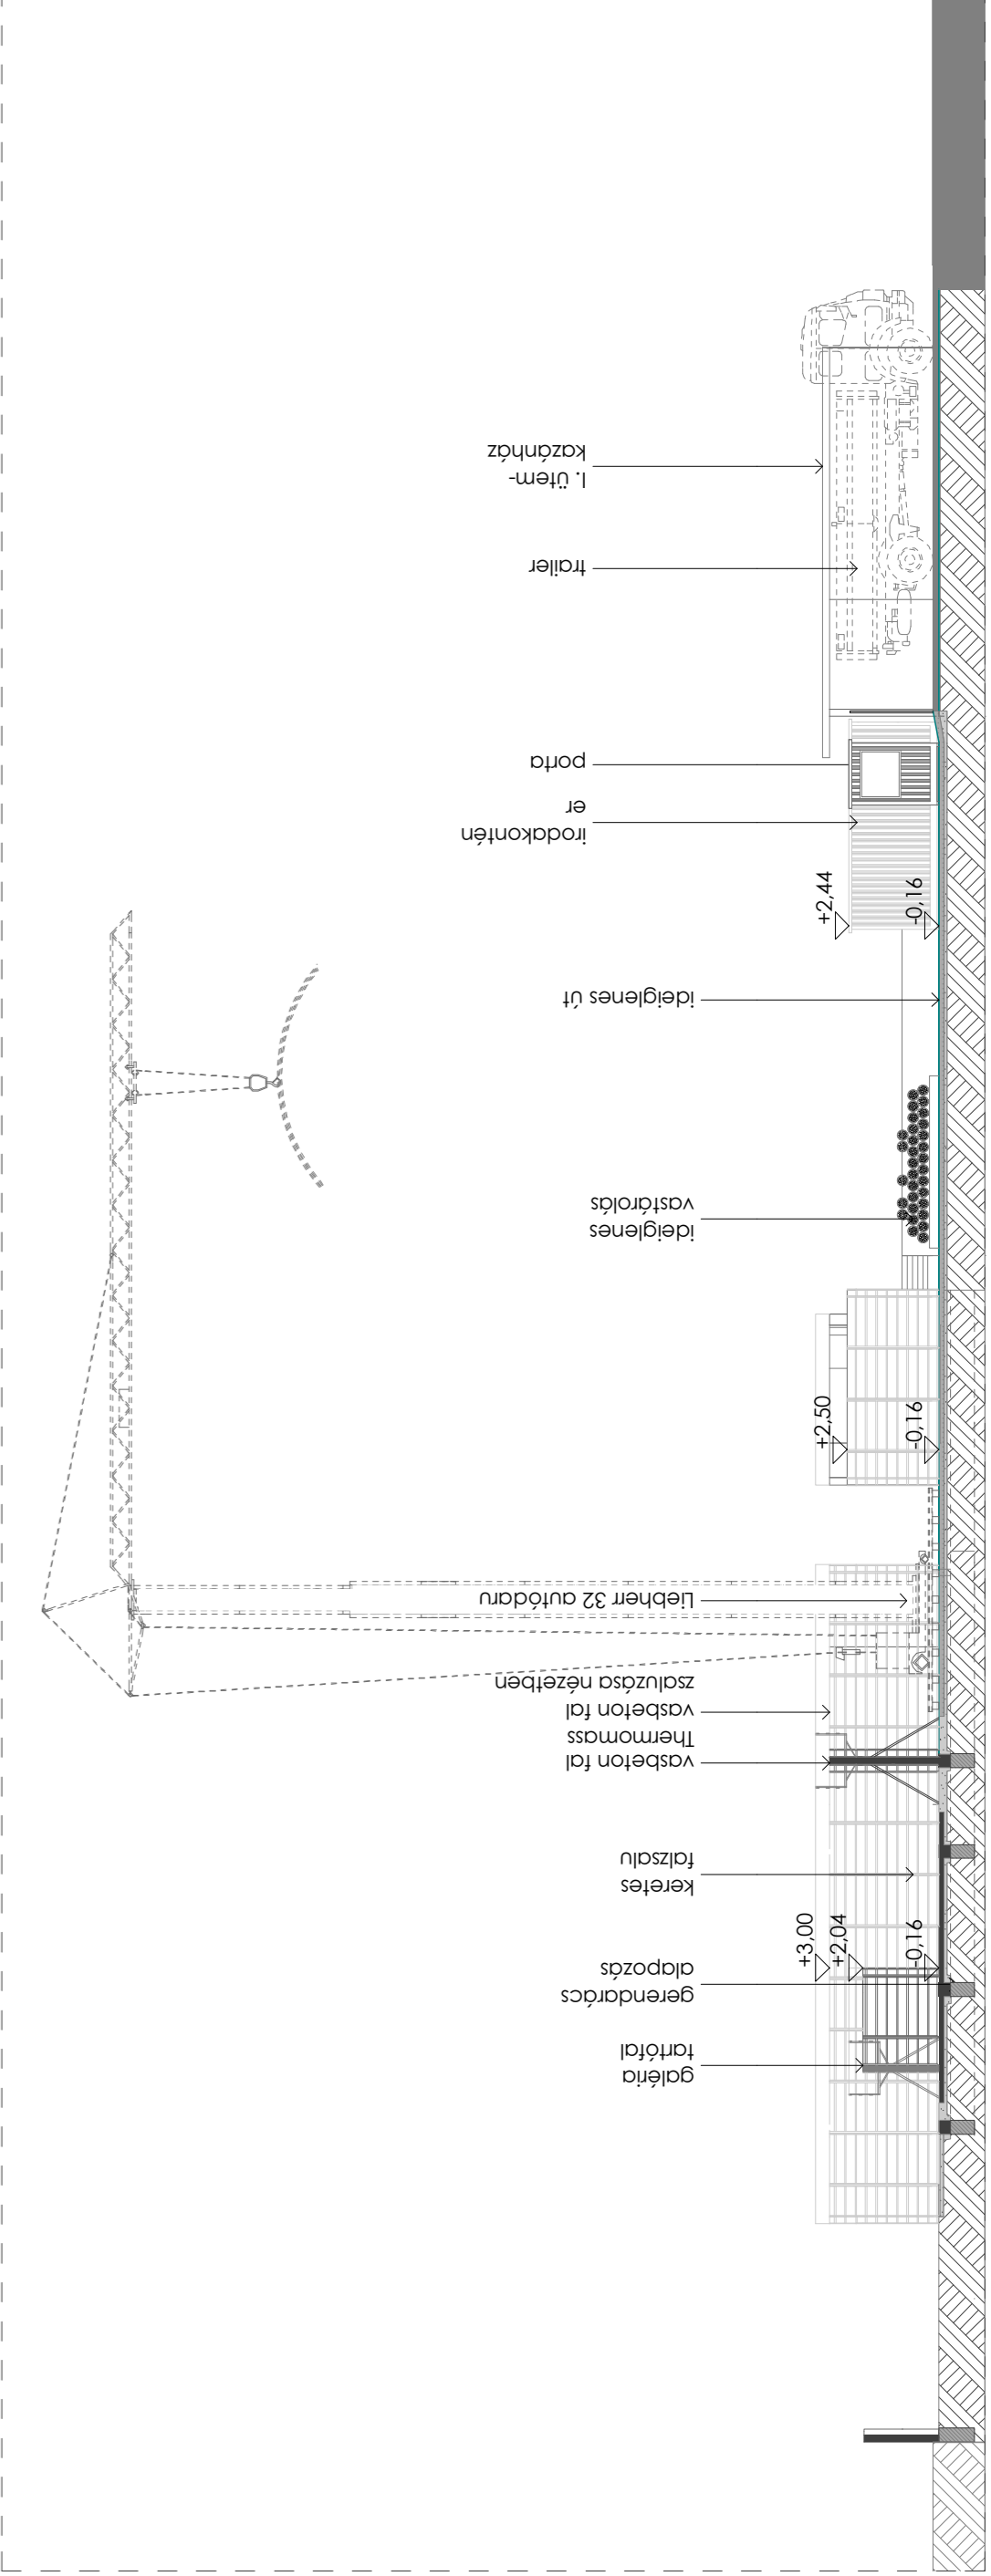 I. ütem-
kazánház
trailer
porta
irodakontén
er
+2,44
-0,16
ideiglenes út
ideiglenes
vastárolás
+2,50
-0,16
Liebherr 32 autódaru
vasbeton fal
zsaluzása nézetben
vasbeton fal
Thermomass
keretes
falzsalu
+3,00
+2,04
-0,16
gerendarács
alapozás
galéria
tartófal